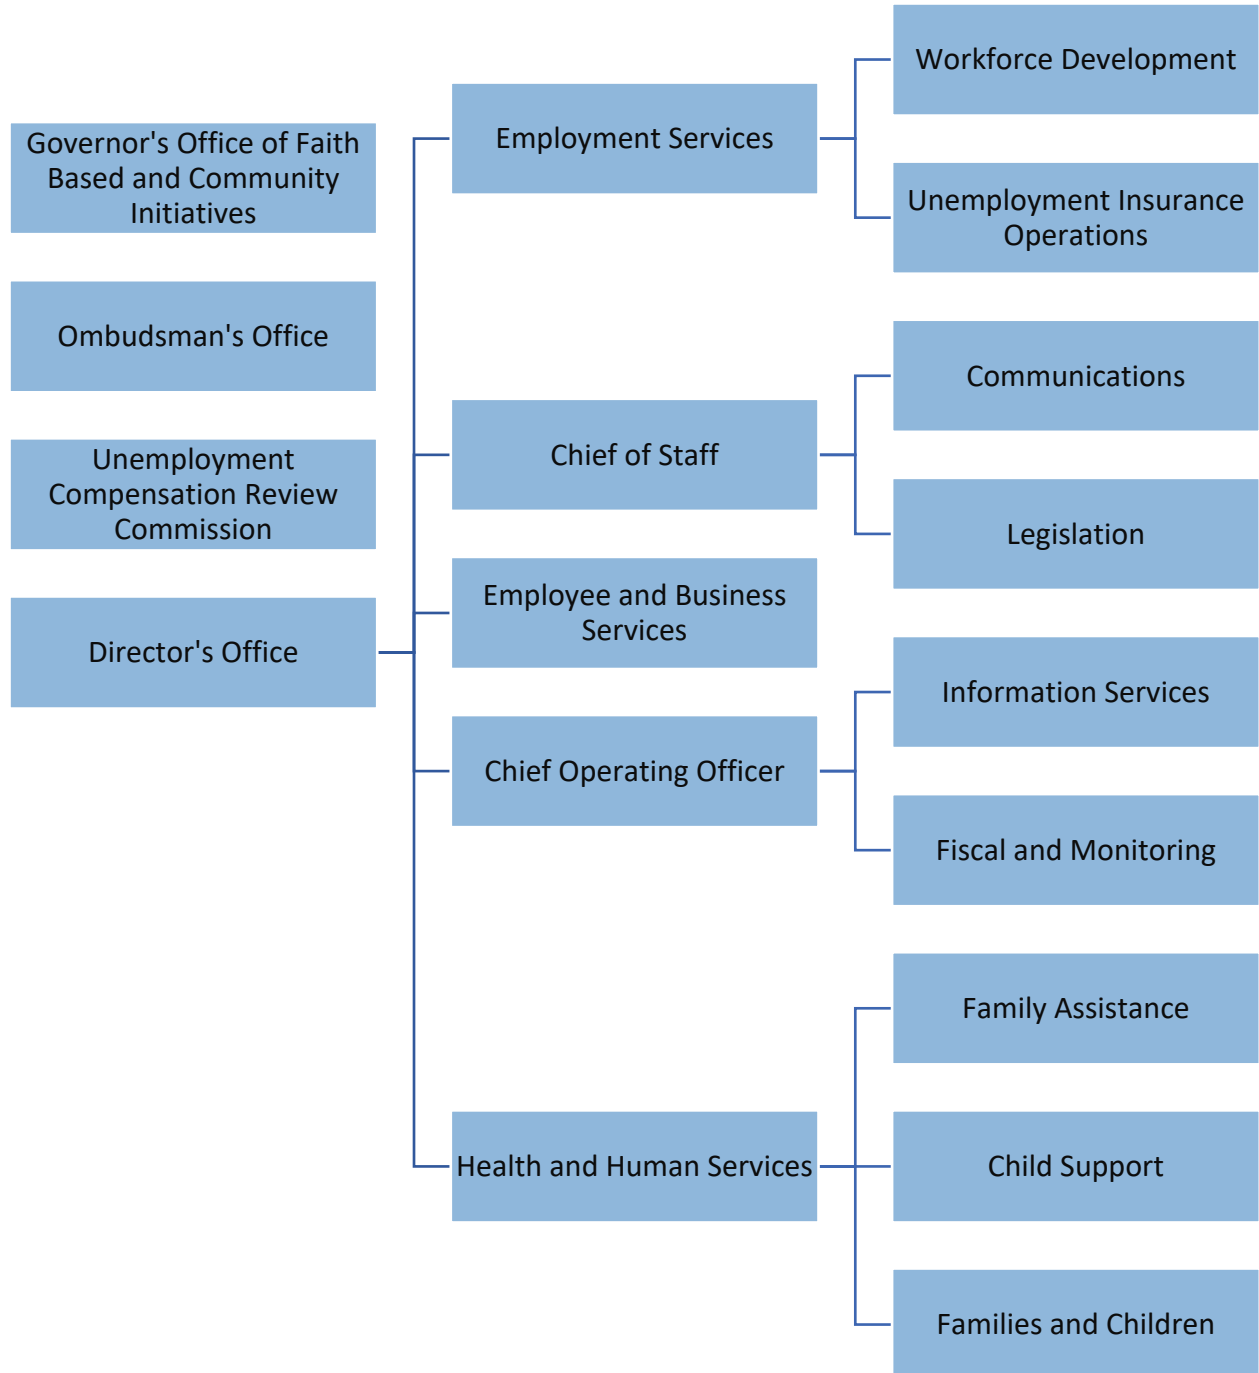 Governor's Office of Faith
Based and Community
Initiatives
Ombudsman's Office
Unemployment
Compensation Review
Commission
Director's Office
Employment Services
Chief of Staff
Employee and Business
Services
Chief Operating Officer
Health and Human Services
Workforce Development
Unemployment Insurance
Operations
Communications
Legislation
Information Services
Fiscal and Monitoring
Family Assistance
Child Support
Families and Children